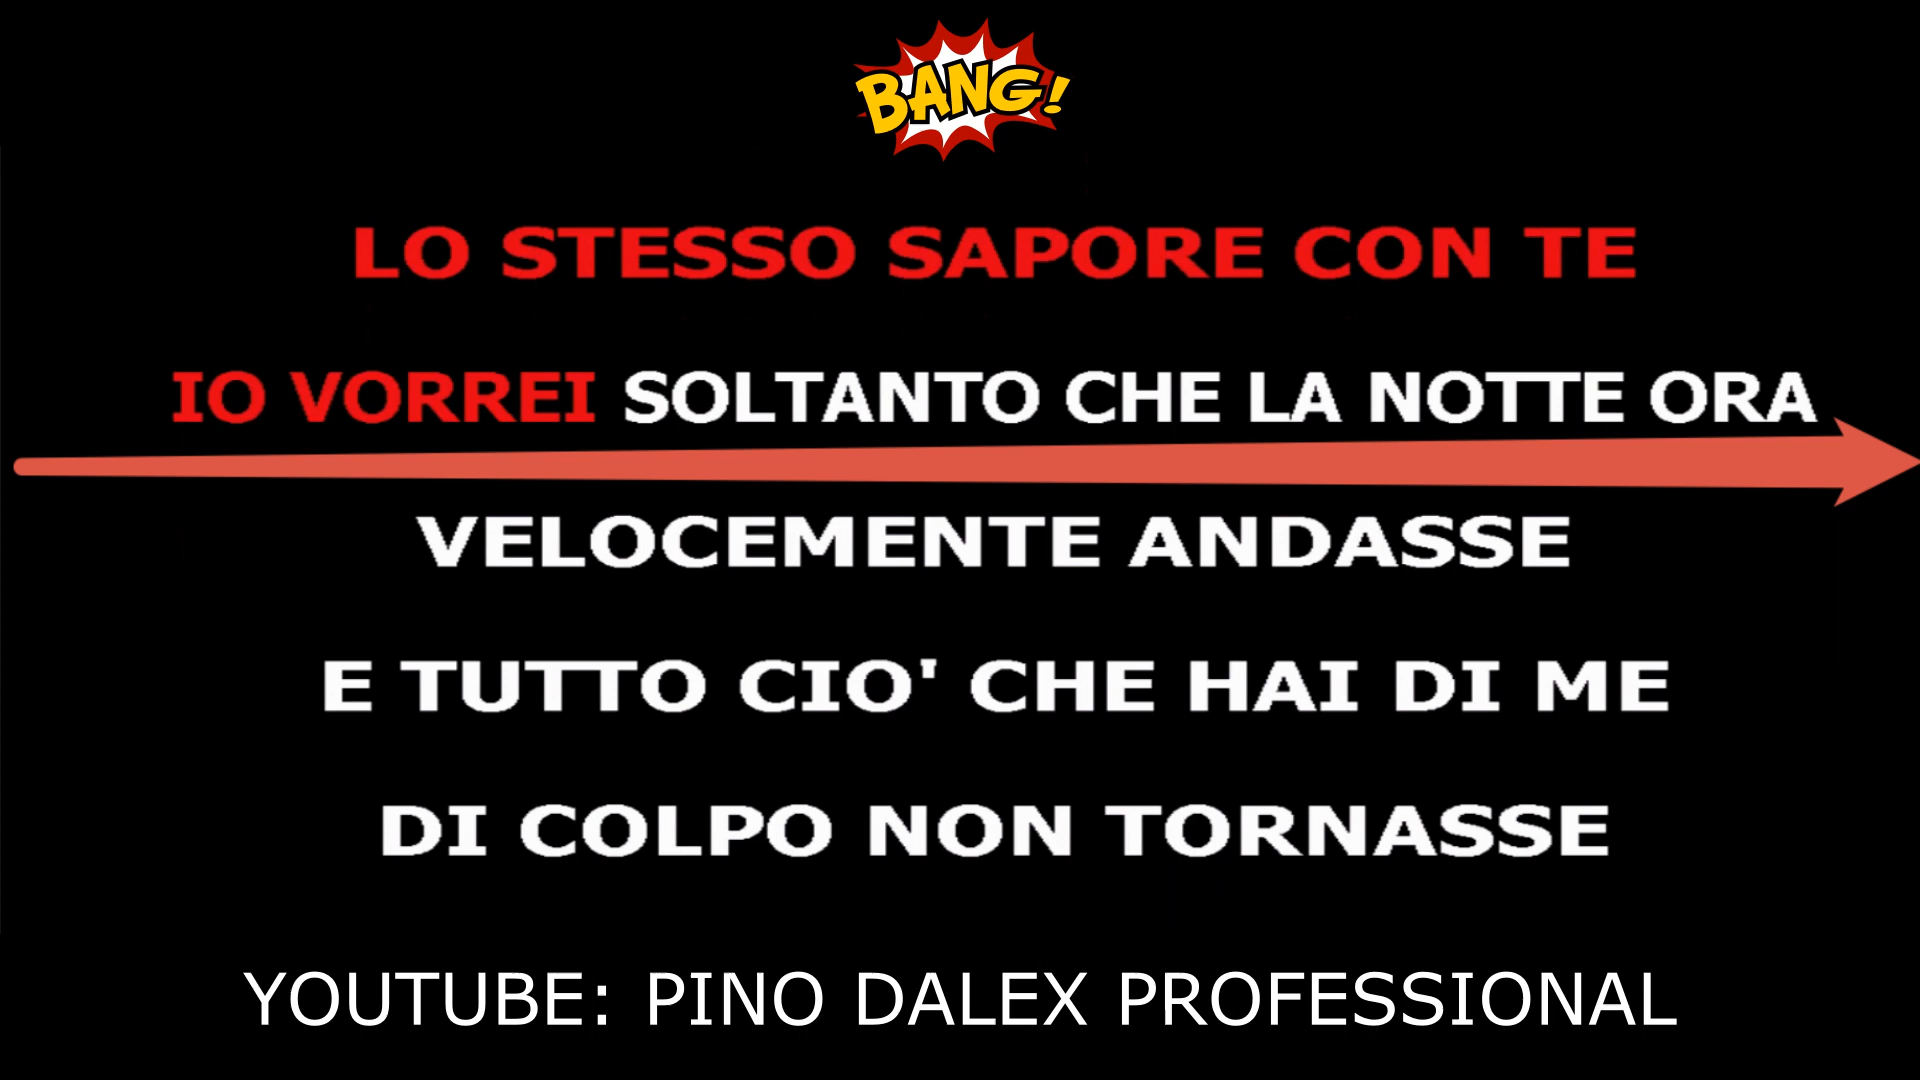 BANG!
LO STESSO SAPORE CON TE
IO VORREI SOLTANTO CHE LA NOTTE ORA
VELOCEMENTE ANDASSE
E TUTTO CIO' CHE HAI DI ME
DI COLPO NON TORNASSE
YOUTUBE: PINO DALEX PROFESSIONAL